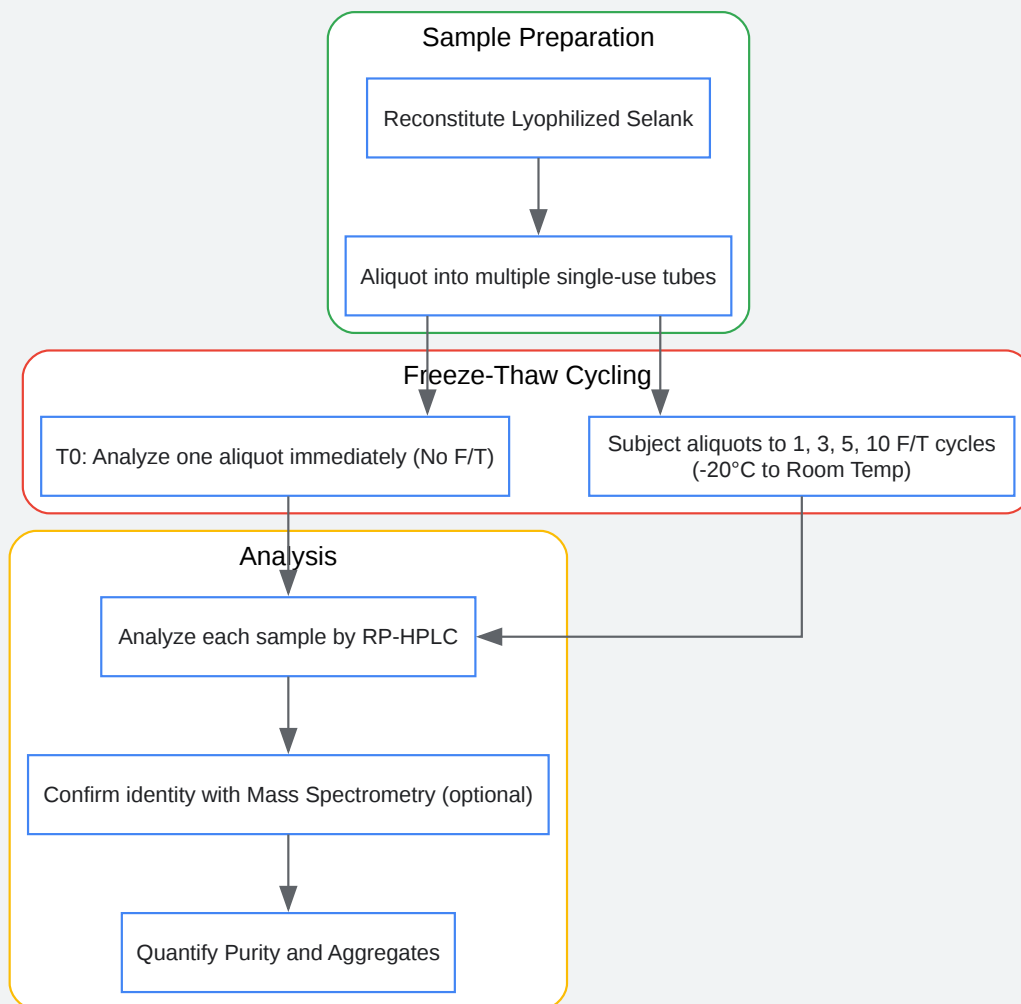 Sample Preparation
Reconstitute Lyophilized Selank
Aliquot into multiple single-use tubes
Freeze-Thaw Cycling
T0: Analyze one aliquot immediately (No F/T)
Subject aliquots to 1, 3, 5, 10 F/T cycles
(-20°C to Room Temp)
Analysis
Analyze each sample by RP-HPLC
Confirm identity with Mass Spectrometry (optional)
Quantify Purity and Aggregates